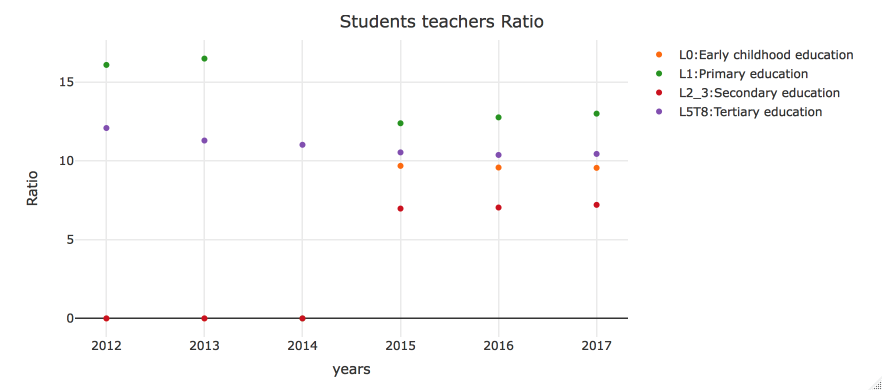 Students teachers Ratio
L0:Early childhood education
L1:Primary education
L2_3:Secondary education
L5T8:Tertiary education
15
10
5
0
Ratio
2012 2013 2014 2015 2016 2017
years